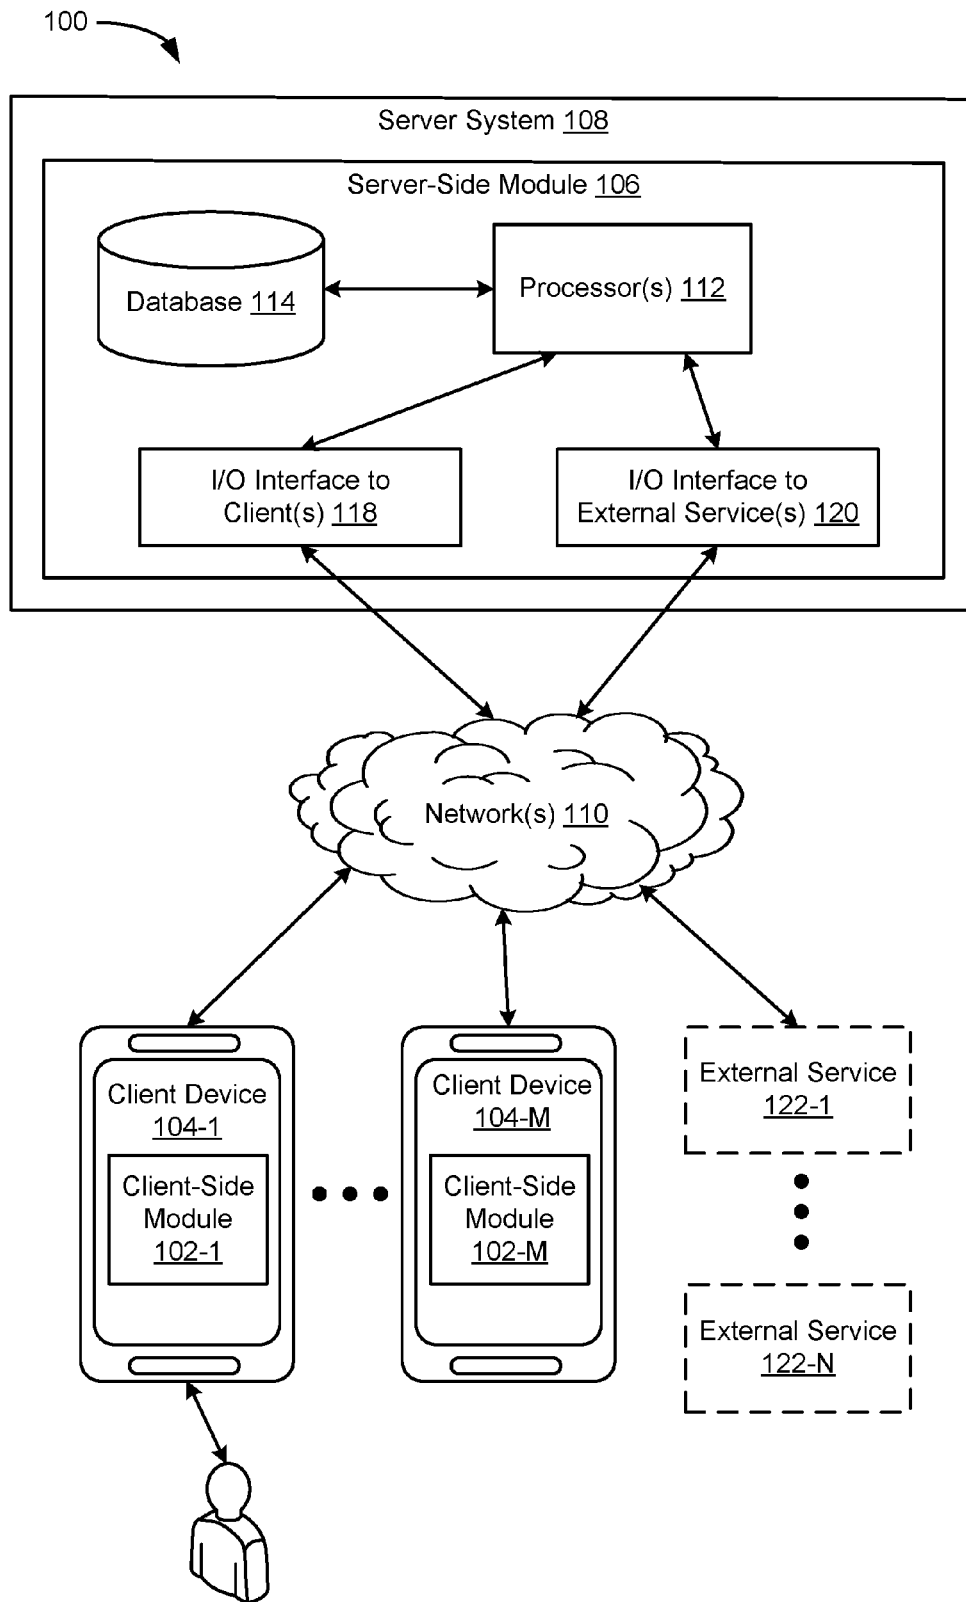 100
Server System 108
Server-Side Module 106
Database 114
Processor(s) 112
I/O Interface to
Client(s) 118
I/O Interface to
External Service(s) 120
Network(s) 110
Client Device
104-1
Client-Side
Module
102-1
Client Device
104-M
Client-Side
Module
102-M
External Service
122-1
External Service
122-N